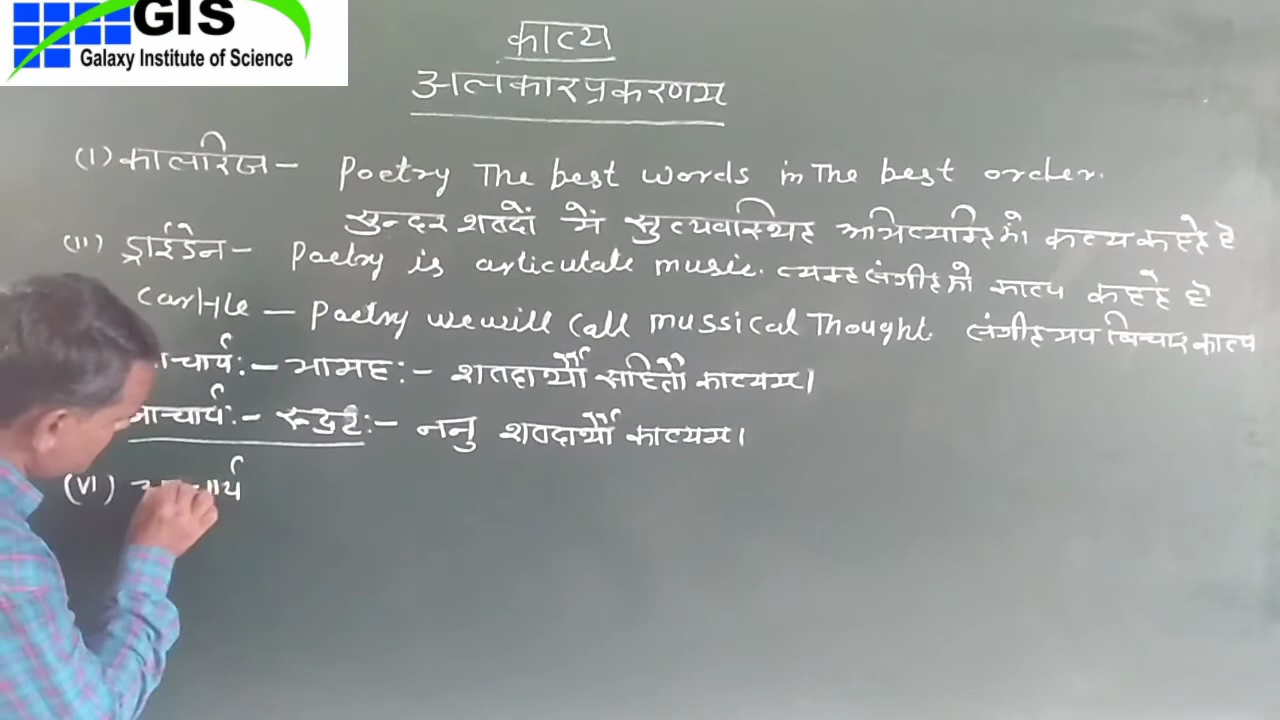 GIS
Galaxy Institute of Science
काव्य
अलंकारप्रकरणम
(I) कालरिज - Poetry The best words in The best order.
सुन्दर शब्दों में सुव्यवस्थित अभिव्यक्ति को काव्य कहते है
(II) ड्राईडेन - Poetry is articulate music. व्यक्त संगीत को काव्य कहते है
Carlyle - Poetry we will call mussical Thought. संगीतमय विचार काव्य
चार्यः - भामहः - शब्दार्थौ सहितौ काव्यम।
आचार्यः - रुद्रटः - ननु शब्दार्थौ काव्यम।
(VI)